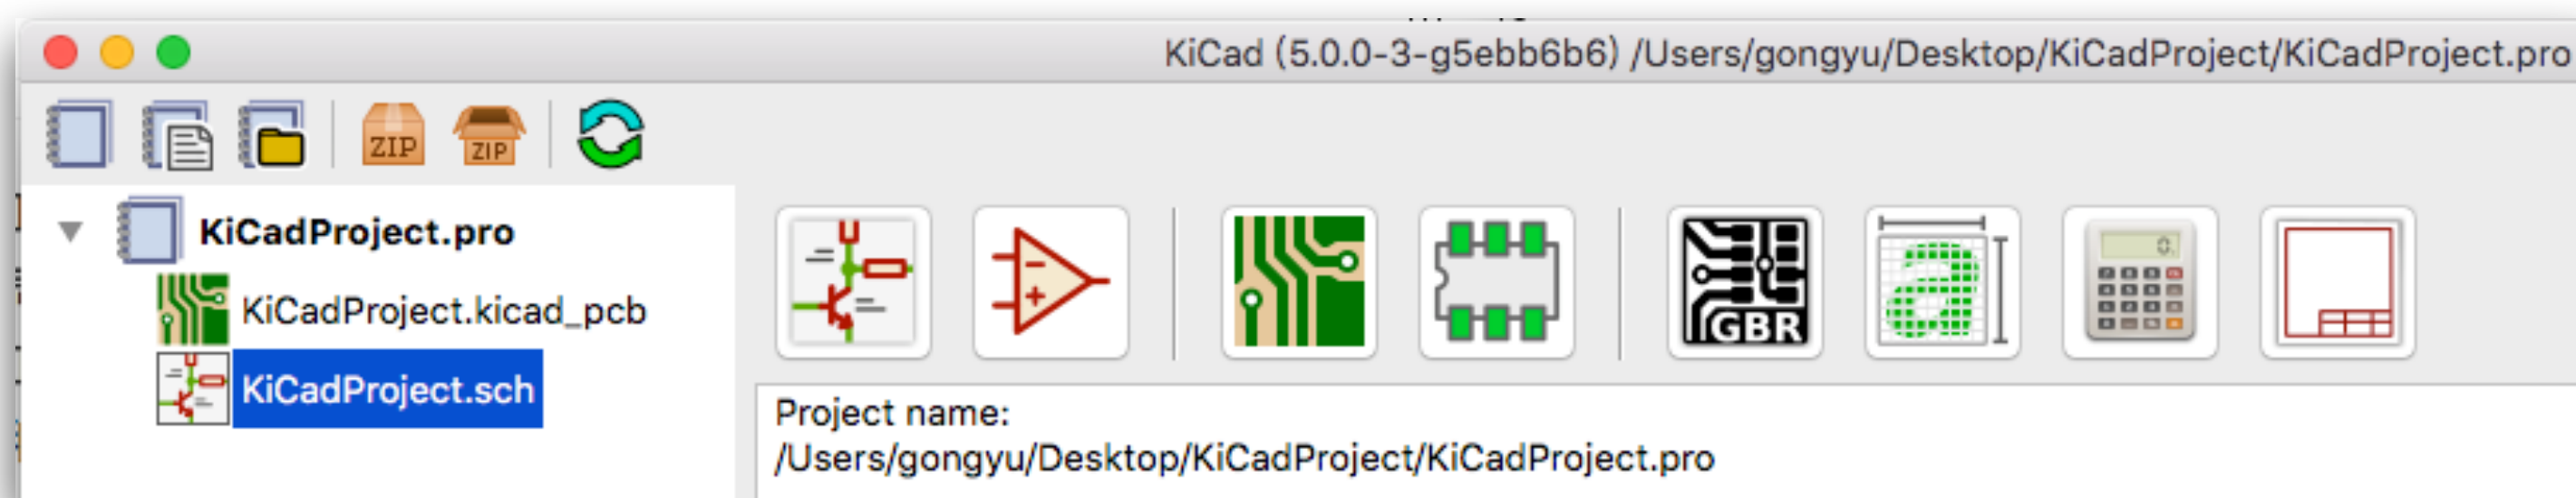 KiCad (5.0.0-3-g5ebb6b6) /Users/gongyu/Desktop/KiCadProject/KiCadProject.pro
ZIP
ZIP
KiCadProject.pro
KiCadProject.kicad_pcb
KiCadProject.sch
GBR
a
0.
Project name:
/Users/gongyu/Desktop/KiCadProject/KiCadProject.pro